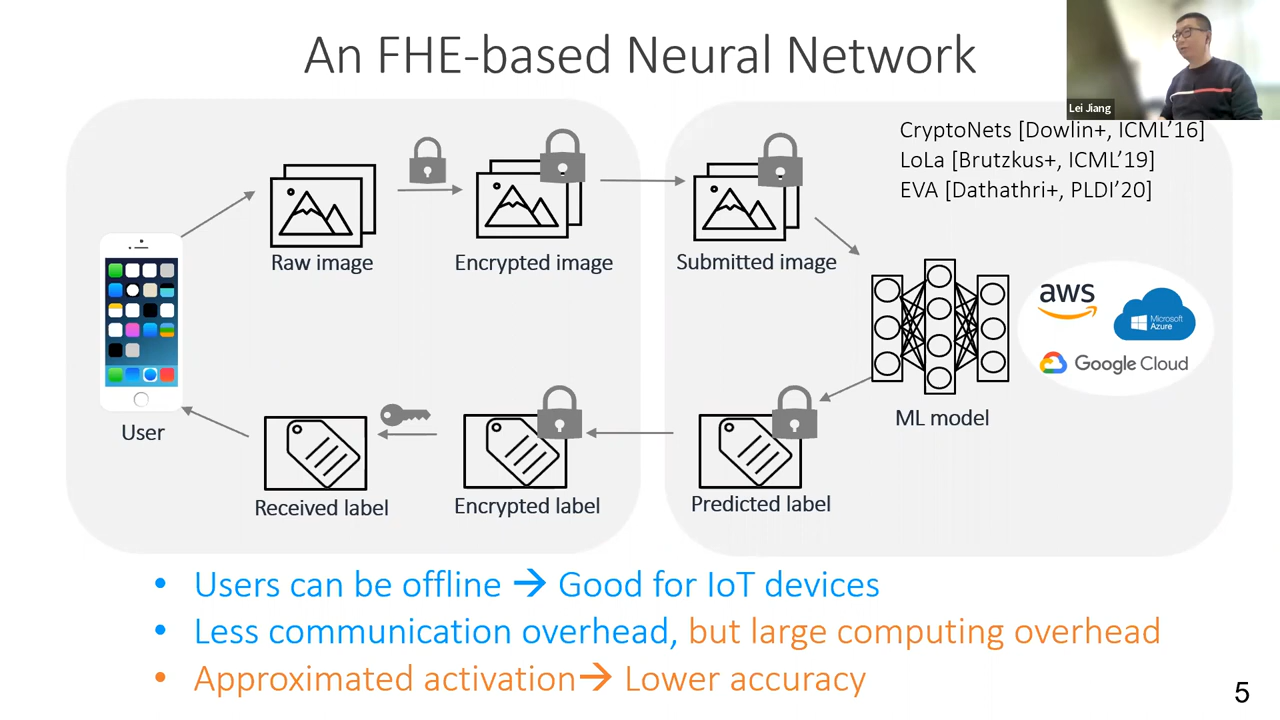 An FHE-based Neural Network
Lei Jiang
CryptoNets [Dowlin+, ICML’16]
LoLa [Brutzkus+, ICML’19]
EVA [Dathathri+, PLDI’20]
Raw image
Encrypted image
Submitted image
aws
Microsoft
Azure
Google Cloud
ML model
User
Received label
Encrypted label
Predicted label
• Users can be offline → Good for IoT devices
• Less communication overhead, but large computing overhead
• Approximated activation→ Lower accuracy
5